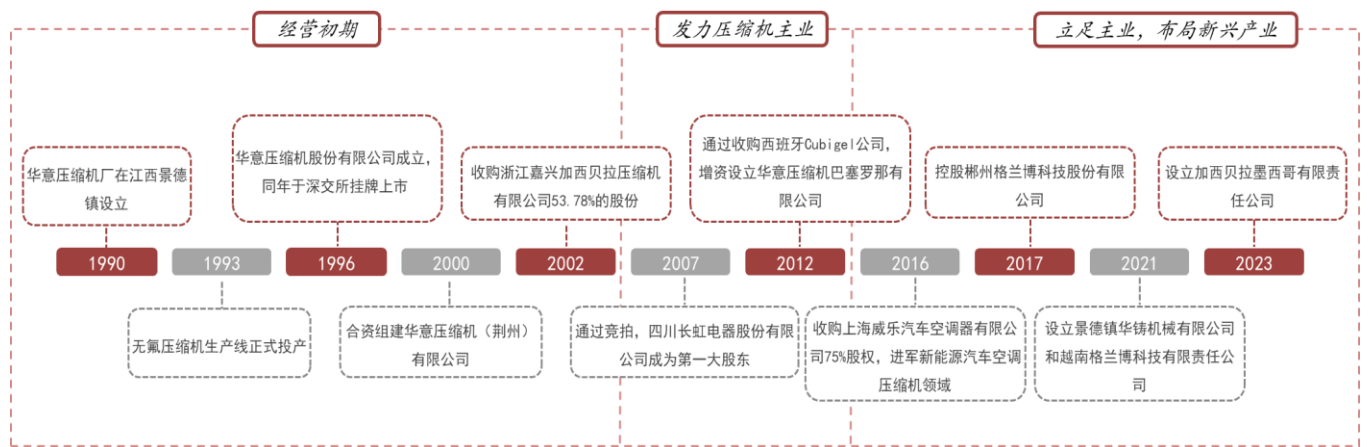 经营初期
发力压缩机主业
立足主业，布局新兴产业
华意压缩机厂在江西景德
镇设立
华意压缩机股份有限公司成立，
同年于深交所挂牌上市
收购浙江嘉兴加西贝拉压缩机
有限公司53.78%的股份
通过收购西班牙Cubigel公司，
增资设立华意压缩机巴塞罗那有
限公司
控股郴州格兰博科技股份有限
公司
设立加西贝拉墨西哥有限责
任公司
1990
1993
1996
2000
2002
2007
2012
2016
2017
2021
2023
无氟压缩机生产线正式投产
合资组建华意压缩机（荆州）
有限公司
通过竞拍，四川长虹电器股份有限
公司成为第一大股东
收购上海威乐汽车空调器有限公
司75%股权，进军新能源汽车空调
压缩机领域
设立景德镇华铸机械有限公司
和越南格兰博科技有限责任公
司